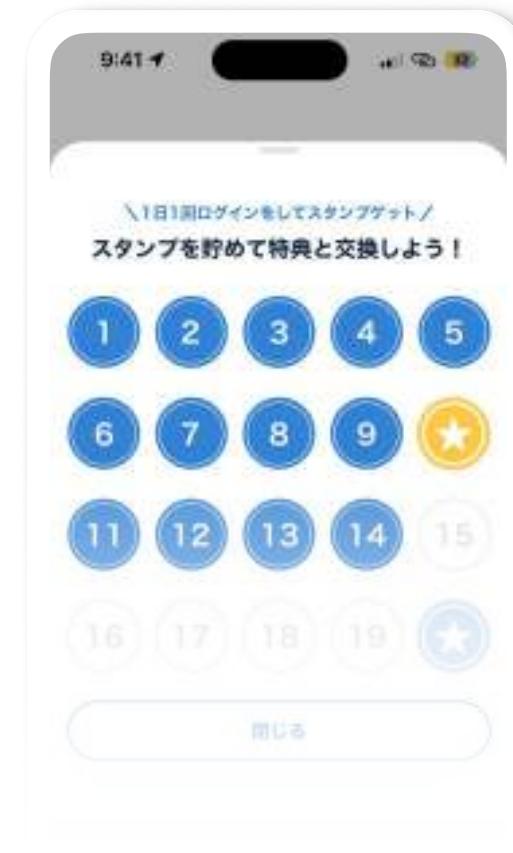 9:41
\1日1回ログインをしてスタンプゲット/
スタンプを貯めて特典と交換しよう！
1 2 3 4 5
6 7 8 9
11 12 13 14 15
16 17 18 19
閉じる